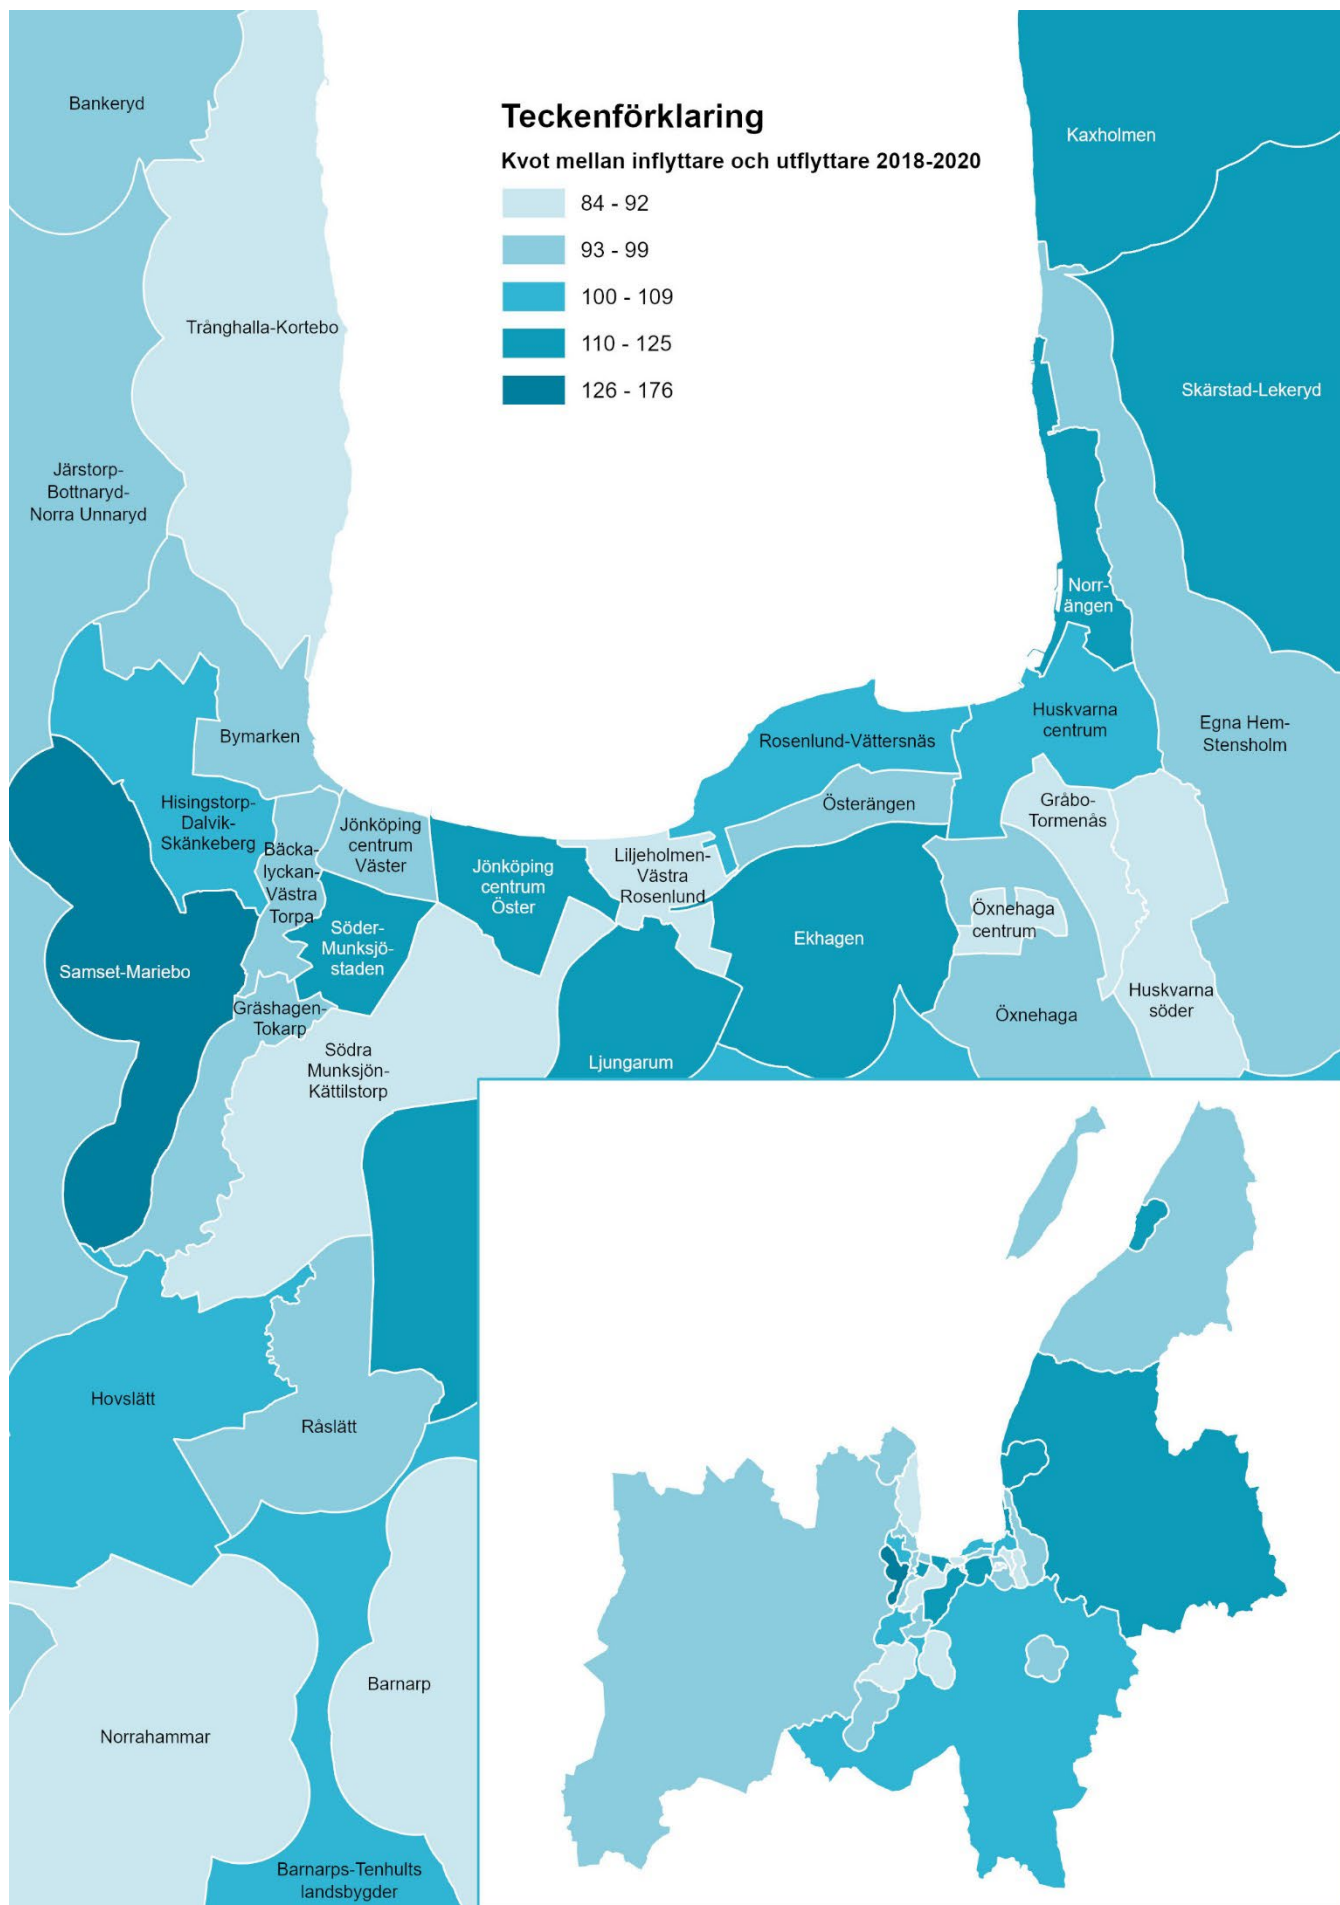 Teckenförklaring
Kvot mellan inflyttare och utflyttare 2018-2020
84 - 92
93 - 99
100 - 109
110 - 125
126 - 176
Bankeryd
Kaxholmen
Trånghalla-Kortebo
Skärstad-Lekeryd
Järstorp-
Bottnaryd-
Norra Unnaryd
Norr-
ängen
Bymarken
Rosenlund-Vättersnäs
Huskvarna
centrum
Egna Hem-
Stensholm
Hisingstorp-
Dalvik-
Skänkeberg
Bäcka-
lyckan-
Västra
Torpa
Jönköping
centrum
Väster
Jönköping
centrum
Öster
Liljeholmen-
Västra
Rosenlund
Österängen
Gråbo-
Tormenås
Söder-
Munksjö-
staden
Ekhagen
Öxnehaga
centrum
Samset-Mariebo
Gräshagen-
Tokarp
Öxnehaga
Huskvarna
söder
Södra
Munksjön-
Kättilstorp
Ljungarum
Hovslätt
Råslätt
Barnarp
Norrahammar
Barnarps-Tenhults
landsbygder